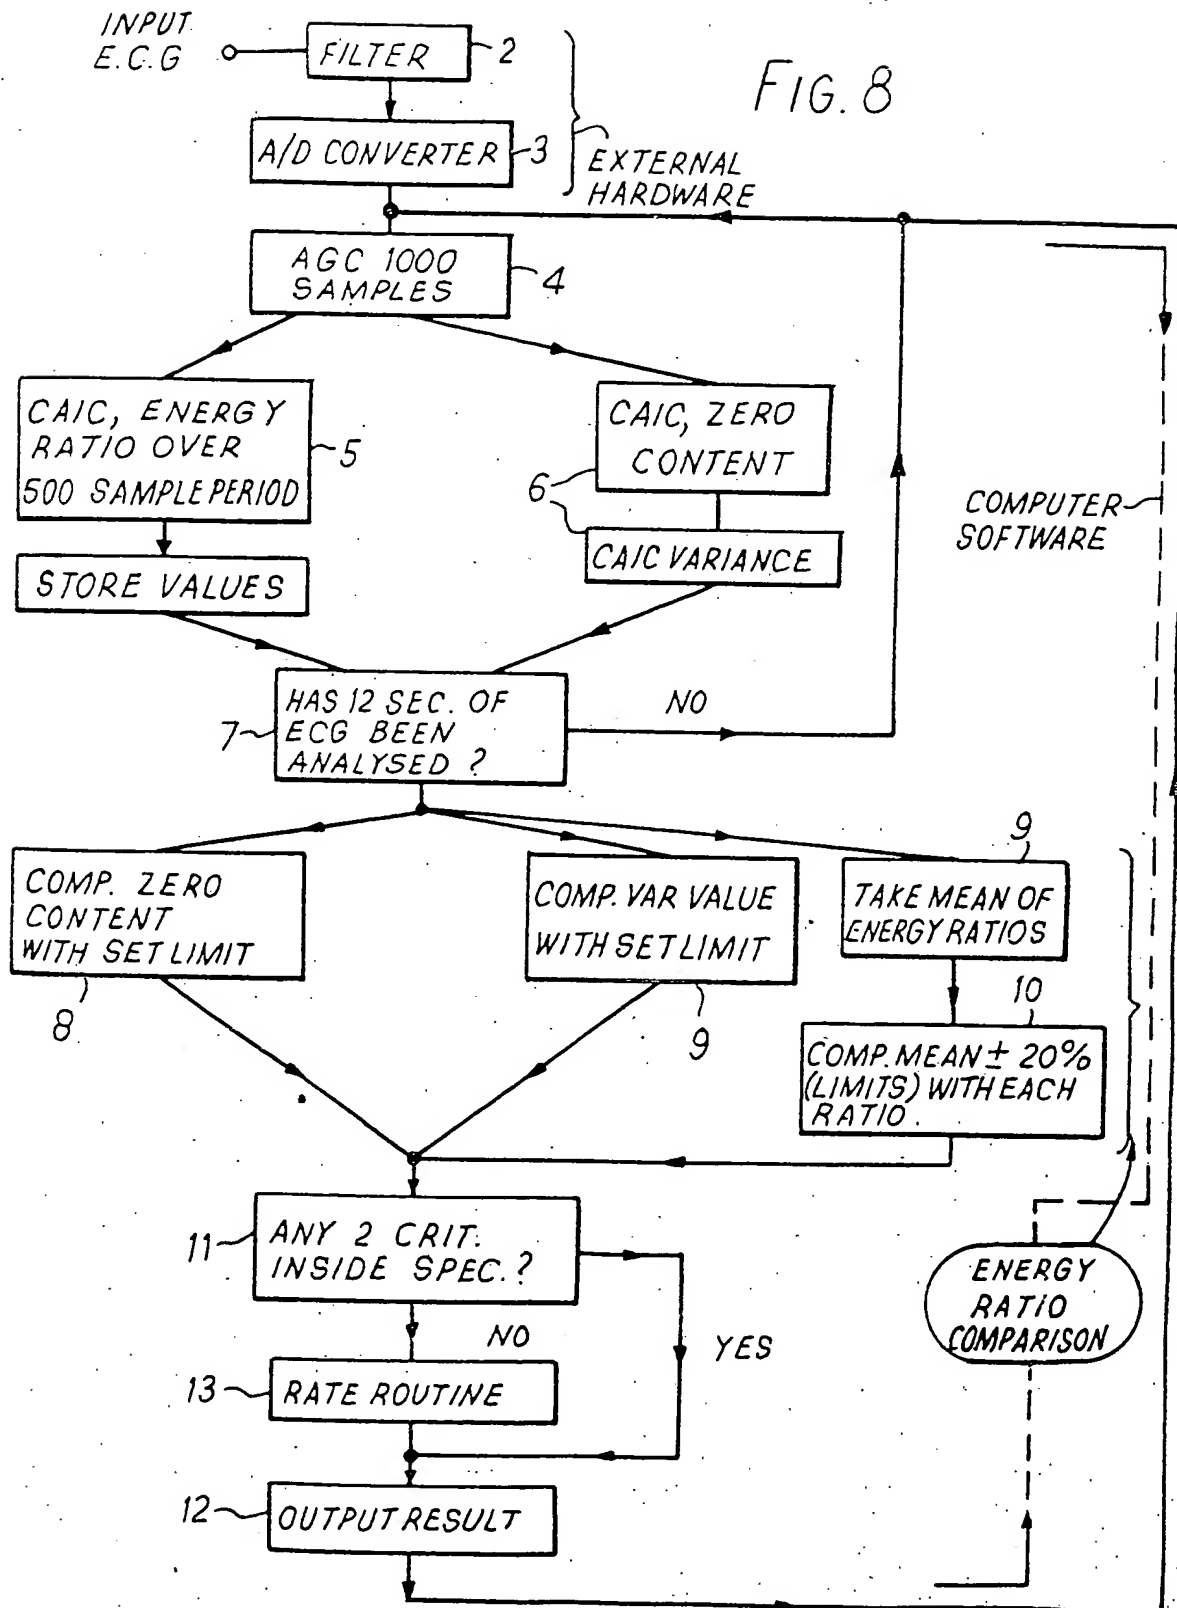 INPUT
E.C.G
FILTER
2
FIG. 8
A/D CONVERTER
3
EXTERNAL
HARDWARE
AGC 1000
SAMPLES
4
CAIC, ENERGY
RATIO OVER
500 SAMPLE PERIOD
5
CAIC, ZERO
CONTENT
6
COMPUTER
SOFTWARE
CAIC VARIANCE
STORE VALUES
HAS 12 SEC. OF
ECG BEEN
ANALYSED ?
7
NO
COMP. ZERO
CONTENT
WITH SET LIMIT
8
COMP. VAR VALUE
WITH SET LIMIT
9
9
TAKE MEAN OF
ENERGY RATIOS
10
COMP. MEAN ± 20%
(LIMITS) WITH EACH
RATIO.
11
ANY 2 CRIT.
INSIDE SPEC. ?
NO
YES
ENERGY
RATIO
COMPARISON
13
RATE ROUTINE
12
OUTPUT RESULT